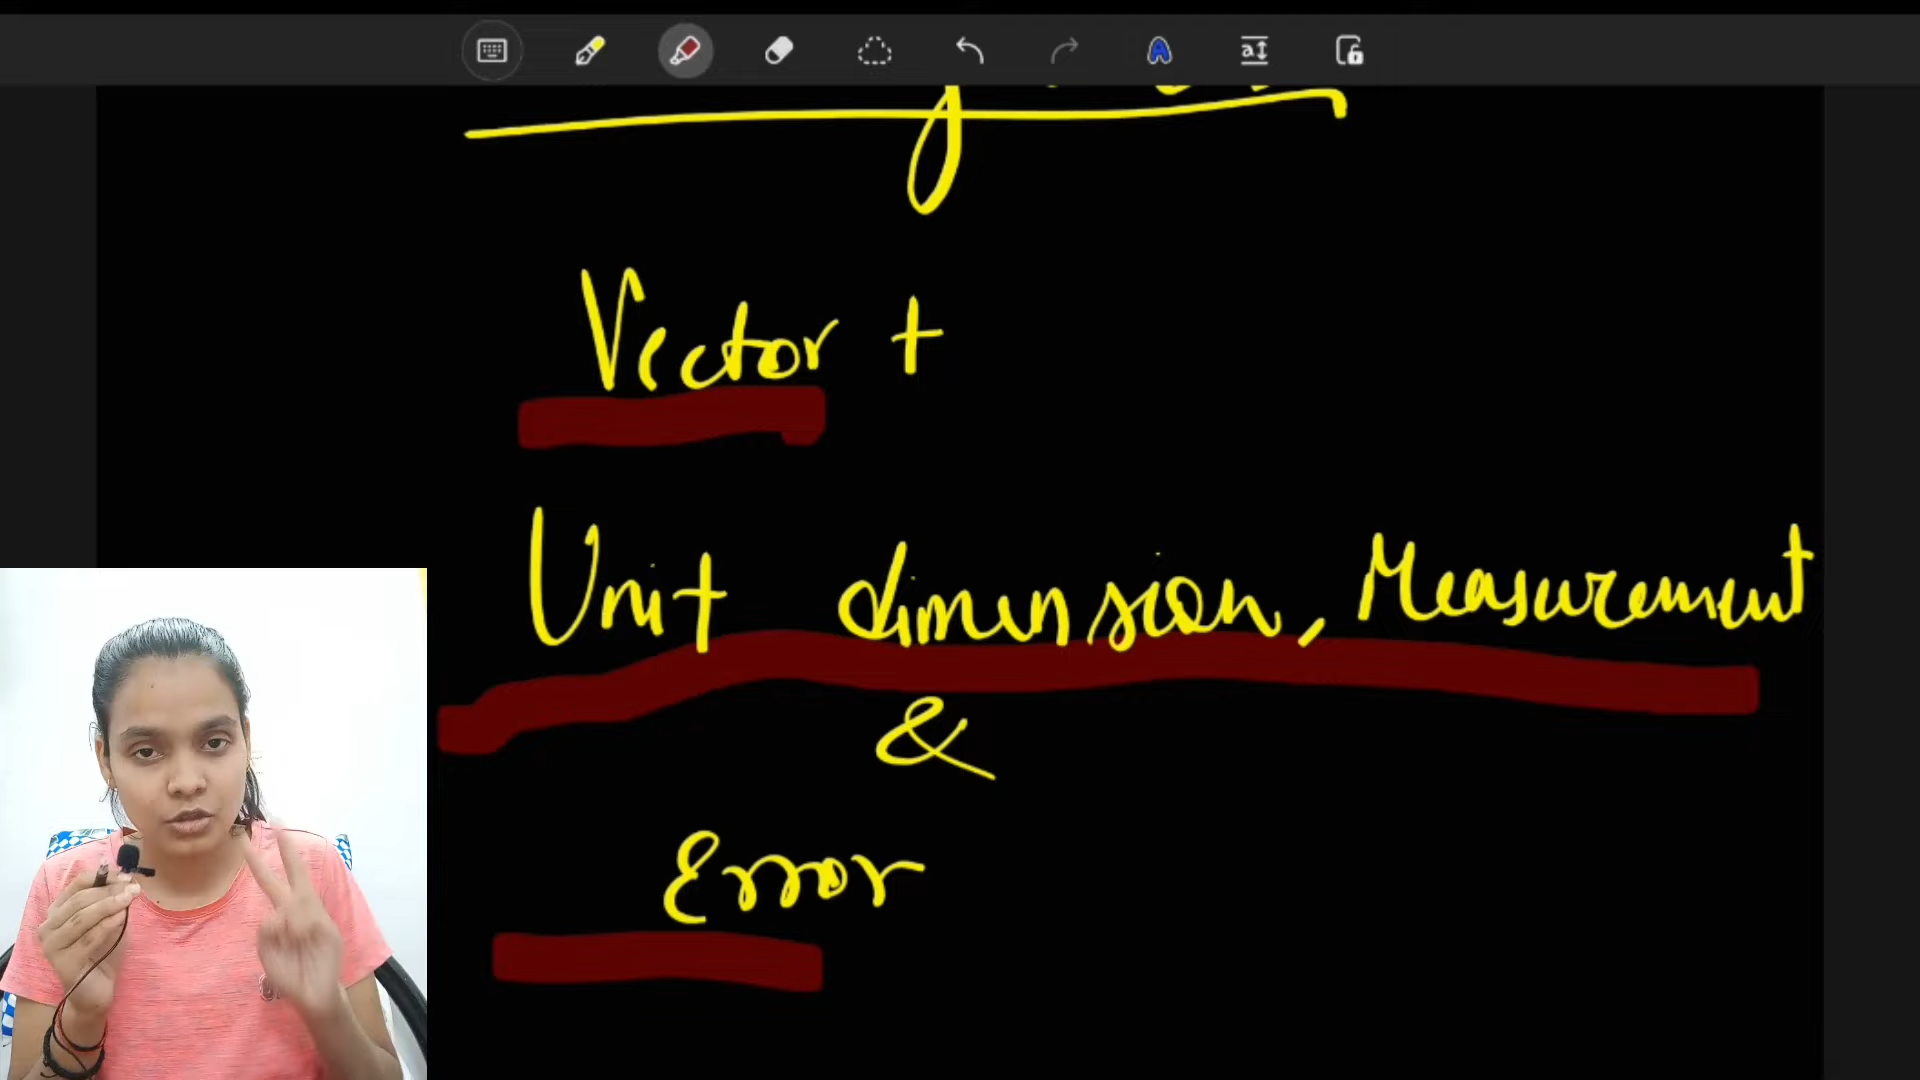 Vector +
Unit dimension, Measurement
&
Error